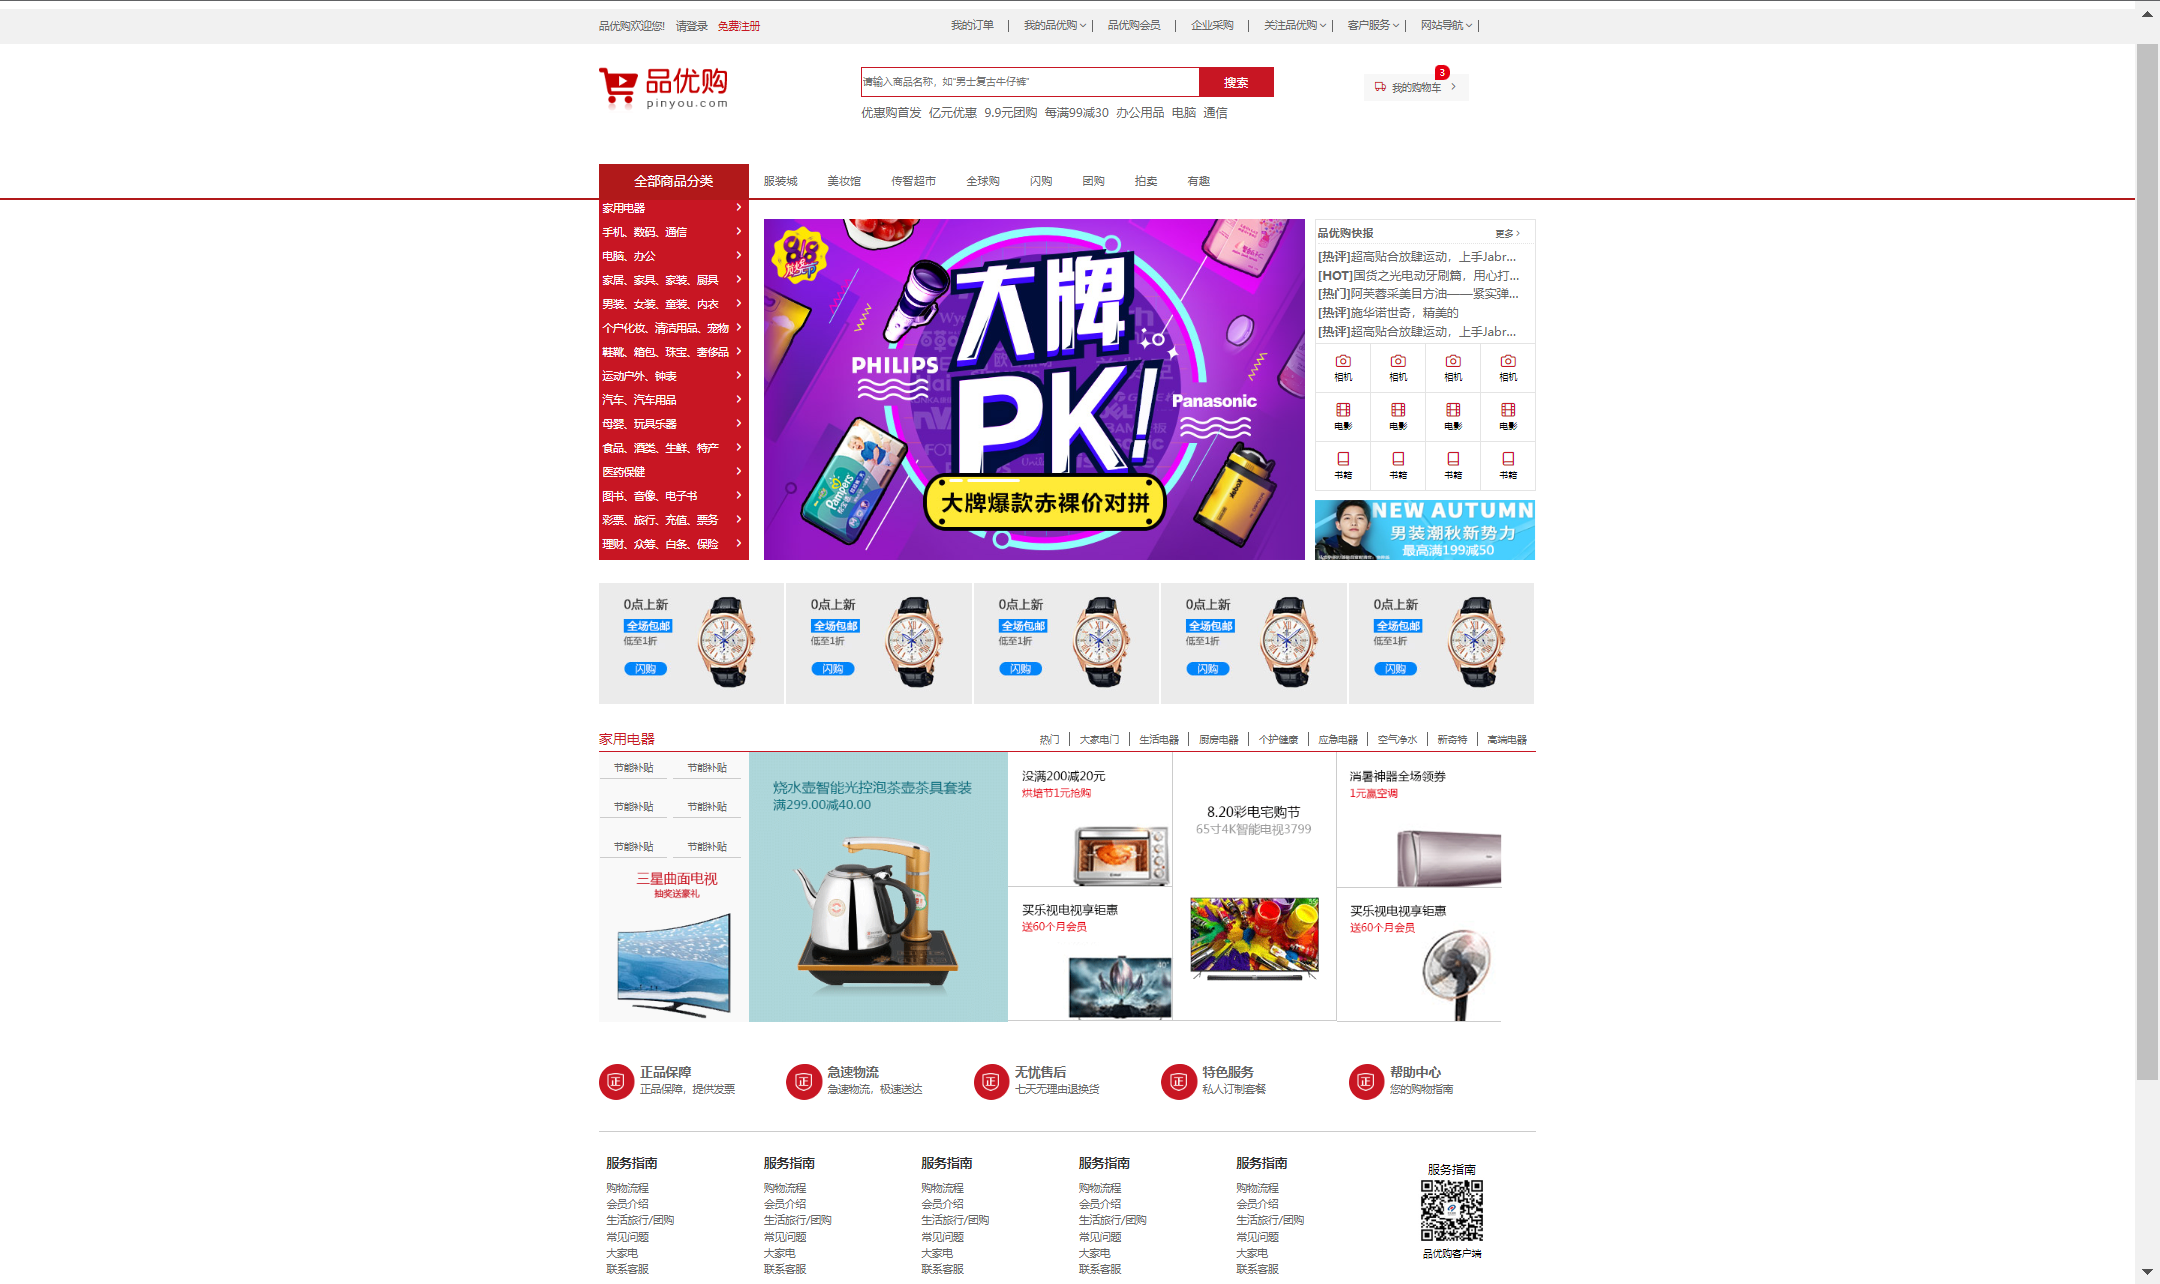 品优购欢迎您! 请登录 免费注册
我的订单 我的品优购 品优购会员 企业采购 关注品优购 客户服务 网站导航
品优购
pinyou.com
请输入商品名称，如"男士复古牛仔裤" 搜索
3
我的购物车
优惠购首发 亿元优惠 9.9元团购 每满99减30 办公用品 电脑 通信
全部商品分类 服装城 美妆馆 传智超市 全球购 闪购 团购 拍卖 有趣
家用电器
手机、数码、通信
电脑、办公
家居、家具、家装、厨具
男装、女装、童装、内衣
个户化妆、清洁用品、宠物
鞋靴、箱包、珠宝、奢侈品
运动户外、钟表
汽车、汽车用品
母婴、玩具乐器
食品、酒类、生鲜、特产
医药保健
图书、音像、电子书
彩票、旅行、充值、票务
理财、众筹、白条、保险
大牌
PK!
PHILIPS
Panasonic
Pampers
大牌爆款赤裸价对拼
品优购快报 更多
[热评]超高贴合放肆运动，上手Jabr...
[HOT]国货之光电动牙刷篇，用心打...
[热门]阿芙蓉采美目方油——紧实弹...
[热评]施华诺世奇，精美的
[热评]超高贴合放肆运动，上手Jabr...
相机 相机 相机 相机
电影 电影 电影 电影
书籍 书籍 书籍 书籍
NEW AUTUMN
男装潮秋新势力
最高满199减50
0点上新 0点上新 0点上新 0点上新 0点上新
全场包邮 全场包邮 全场包邮 全场包邮 全场包邮
低至1折 低至1折 低至1折 低至1折 低至1折
闪购 闪购 闪购 闪购 闪购
家用电器 热门 大家电门 生活电器 厨房电器 个护健康 应急电器 空气净水 新奇特 高端电器
节能补贴 节能补贴
节能补贴 节能补贴
节能补贴 节能补贴
三星曲面电视
抽奖送豪礼
烧水壶智能光控泡茶壶茶具套装
满299.00减40.00
没满200减20元
烘培节1元抢购
买乐视电视享钜惠
送60个月会员
8.20彩电宅购节
65寸4K智能电视3799
消暑神器全场领券
1元赢空调
买乐视电视享钜惠
送60个月会员
正 正品保障 正 急速物流 正 无忧售后 正 特色服务 正 帮助中心
正品保障，提供发票 急速物流，极速送达 七天无理由退换货 私人订制套餐 您的购物指南
服务指南 服务指南 服务指南 服务指南 服务指南 服务指南
购物流程 购物流程 购物流程 购物流程 购物流程
会员介绍 会员介绍 会员介绍 会员介绍 会员介绍
生活旅行/团购 生活旅行/团购 生活旅行/团购 生活旅行/团购 生活旅行/团购
常见问题 常见问题 常见问题 常见问题 常见问题
大家电 大家电 大家电 大家电 大家电 品优购客户端
联系客服 联系客服 联系客服 联系客服 联系客服